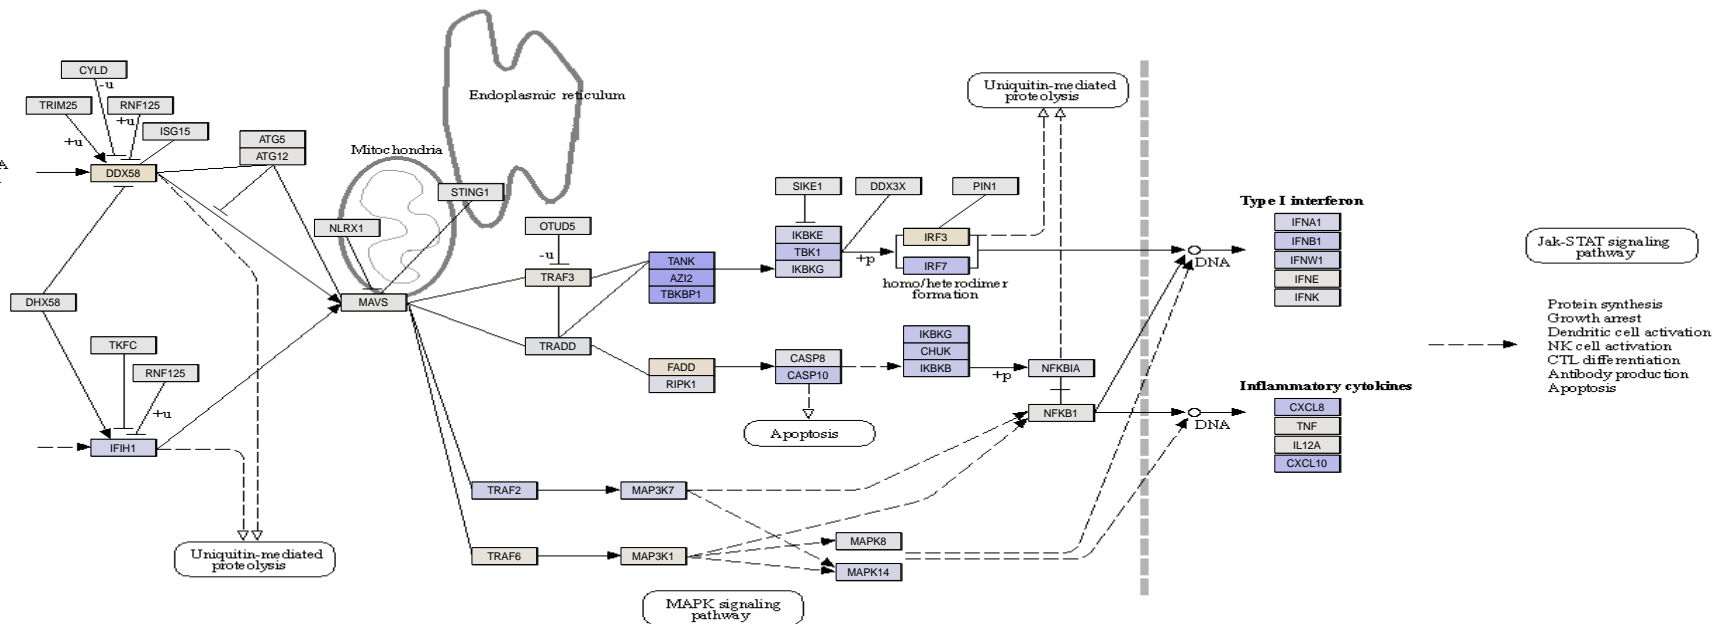 CYLD
-u
TRIM25
RNF125
+u
+u
ISG15
ATG5
ATG12
A
DDX58
Endoplasmic reticulum
Mitochondria
STING1
NLRX1
OTUD5
-u
SIKE1
DDX3X
PIN1
Uniquitin-mediated
proteolysis
IKBKE
TBK1
IKBKG
+p
IRF3
IRF7
homo/heterodimer
formation
TANK
AZI2
TBKBP1
TRAF3
DHX58
MAVS
TRADD
DNA
Type I interferon
IFNA1
IFNB1
IFNW1
IFNE
IFNK
Jak-STAT signaling
pathway
Protein synthesis
Growth arrest
Dendritic cell activation
NK cell activation
CTL differentiation
Antibody production
Apoptosis
TKFC
RNF125
+u
IFIH1
FADD
RIPK1
CASP8
CASP10
IKBKG
CHUK
IKBKB
+p
NFKBIA
NFKB1
Apoptosis
DNA
Inflammatory cytokines
CXCL8
TNF
IL12A
CXCL10
TRAF2
MAP3K7
TRAF6
MAP3K1
MAPK8
MAPK14
Uniquitin-mediated
proteolysis
MAPK signaling
pathway